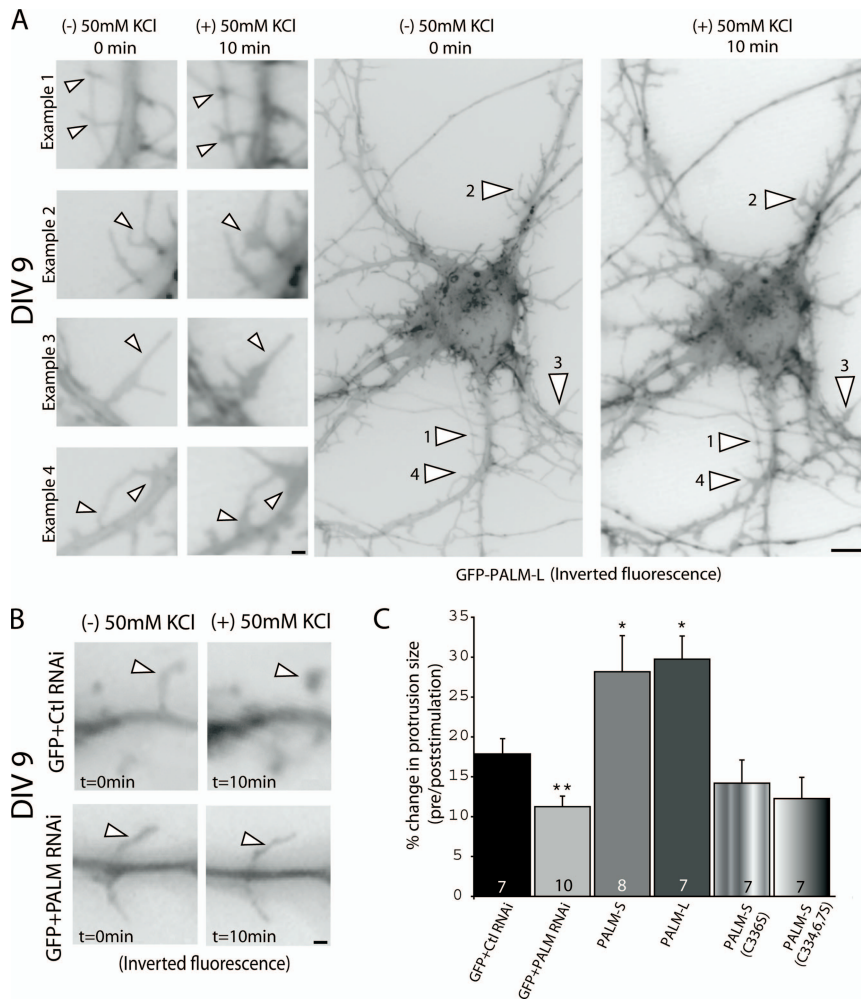 A
(-) 50mM KCl
0 min
(+) 50mM KCl
10 min
(-) 50mM KCl
0 min
(+) 50mM KCl
10 min
DIV 9
Example 1
Example 2
Example 3
Example 4
2
3
1
4
2
3
1
4
GFP-PALM-L (Inverted fluorescence)
B
(-) 50mM KCl
(+) 50mM KCl
DIV 9
GFP+Ctl RNAi
t=0min
t=10min
GFP+PALM RNAi
t=0min
t=10min
(Inverted fluorescence)
C
% change in protrusion size
(pre/poststimulation)
35
30
25
20
15
10
5
0
*
*
**
7
10
8
7
7
7
GFP+Ctl RNAi
GFP+PALM RNAi
PALM-S
PALM-L
PALM-S
(C336S)
PALM-S
(C334,6,7S)